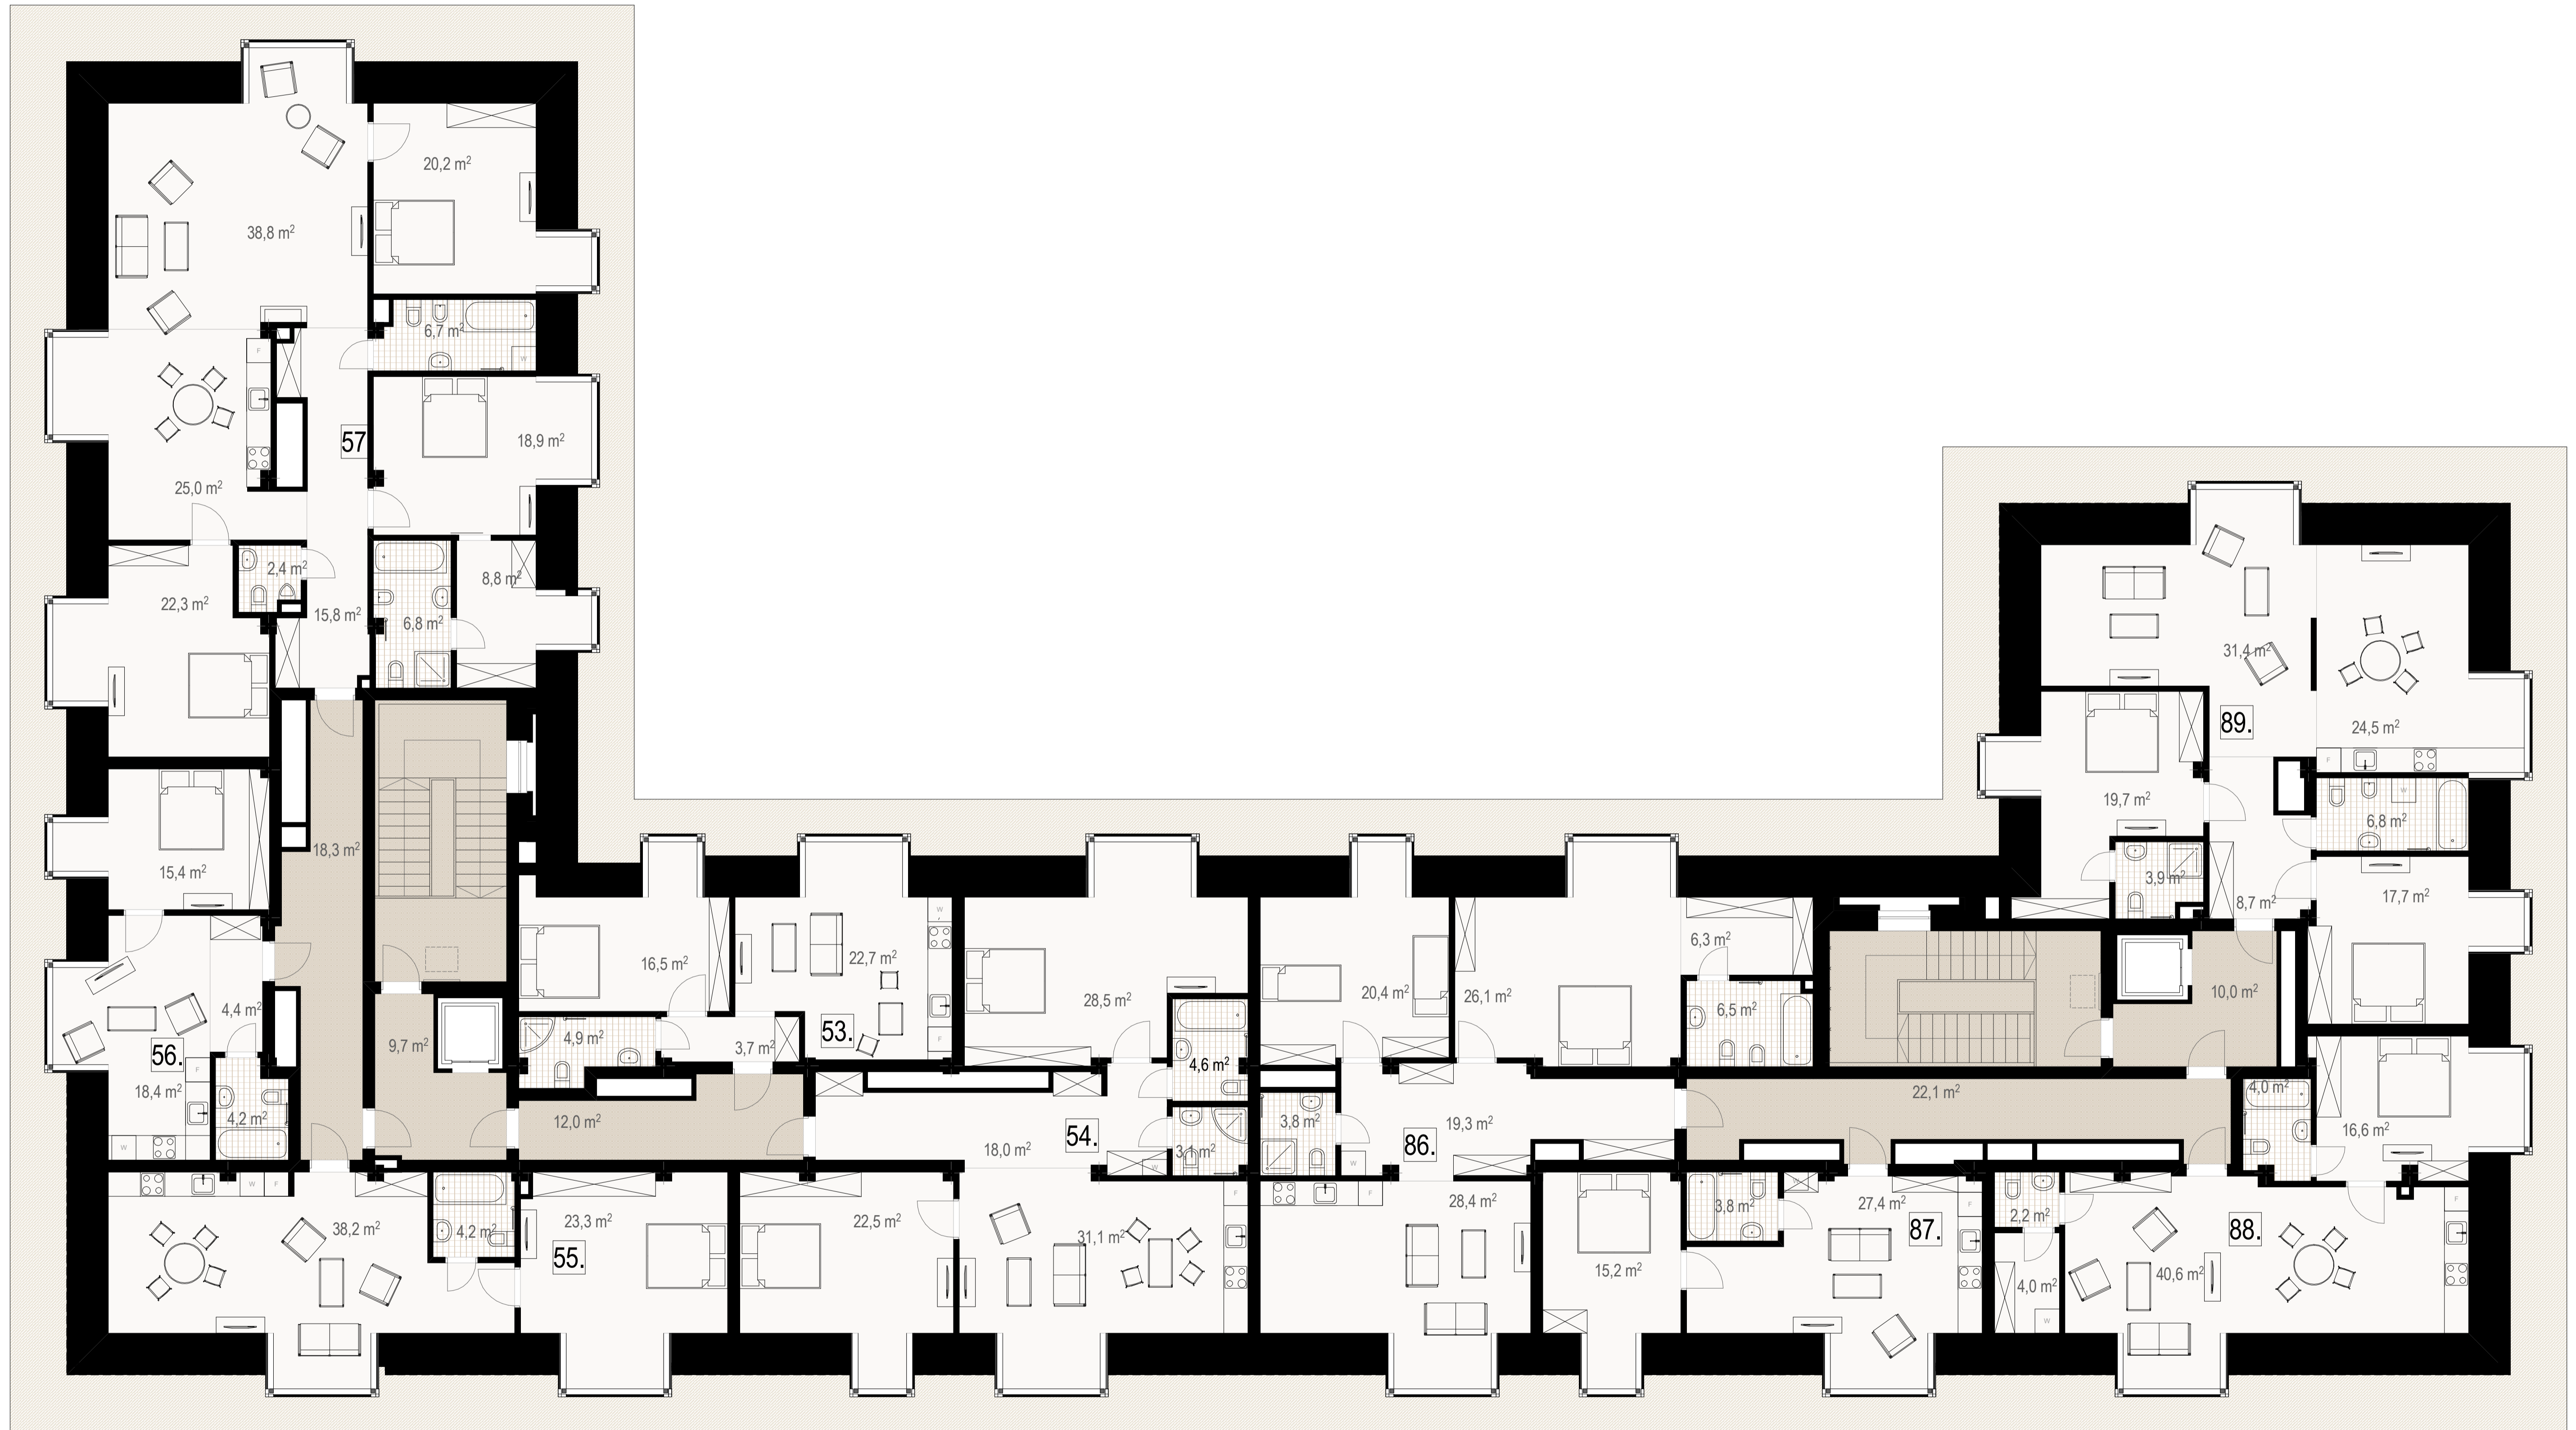 20,2 m²
38,8 m²
6,7 m²
F
W
57
18,9 m²
25,0 m²
2,4 m²
8,8 m²
22,3 m²
15,8 m²
6,8 m²
31,4 m²
89.
24,5 m²
F
19,7 m²
W
6,8 m²
18,3 m²
15,4 m²
3,9 m²
17,7 m²
8,7 m²
W
16,5 m²
22,7 m²
28,5 m²
20,4 m²
26,1 m²
6,3 m²
10,0 m²
4,4 m²
6,5 m²
53.
4,9 m²
3,7 m²
F
9,7 m²
56.
F
18,4 m²
4,6 m²
4,0 m²
22,1 m²
4,2 m²
12,0 m²
3,8 m²
19,3 m²
W
54.
86.
16,6 m²
18,0 m²
3,1 m²
W
W
W
F
F
F
W
F
F
38,2 m²
4,2 m²
23,3 m²
22,5 m²
31,1 m²
28,4 m²
3,8 m²
27,4 m²
87.
2,2 m²
88.
55.
15,2 m²
4,0 m²
40,6 m²
W